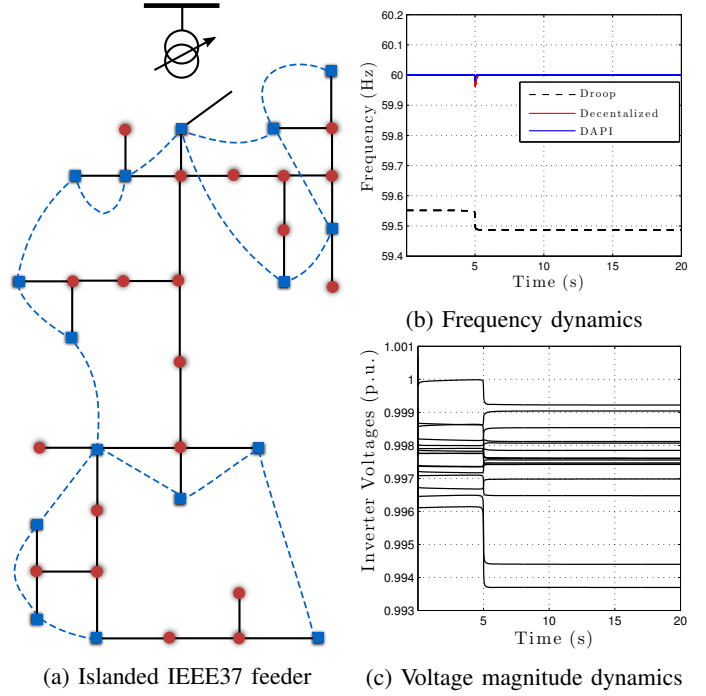 60.2
60.1
60
59.9
59.8
59.7
59.6
59.5
59.4
Frequency (Hz)
Droop
Decentalized
DAPI
0 5 10 15 20
Time (s)
(b) Frequency dynamics
1.001
1
0.999
0.998
0.997
0.996
0.995
0.994
0.993
Inverter Voltages (p.u.)
0 5 10 15 20
Time (s)
(a) Islanded IEEE37 feeder
(c) Voltage magnitude dynamics